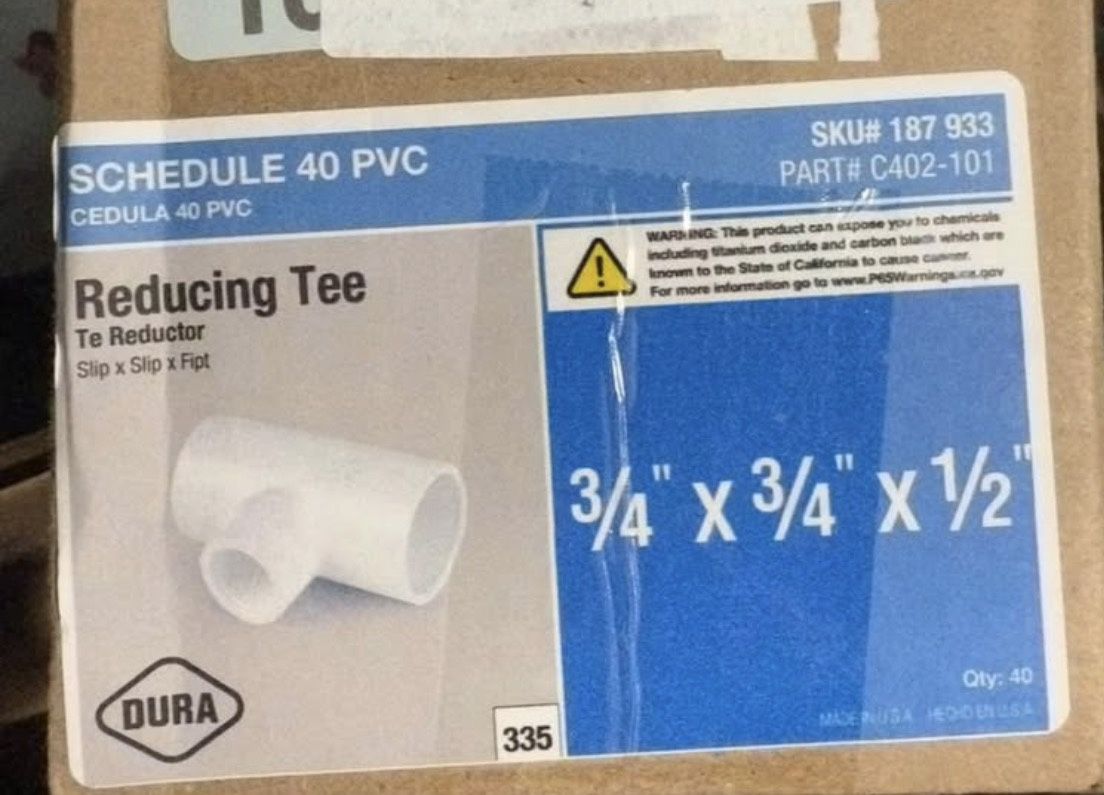 SCHEDULE 40 PVC
CEDULA 40 PVC
SKU# 187 933
PART# C402-101
WARNING: This product can expose you to chemicals
including titanium dioxide and carbon black which are
known to the State of California to cause cancer.
For more information go to www.P65Warnings.ca.gov
Reducing Tee
Te Reductor
Slip x Slip x Fipt
3/4" x 3/4" x 1/2"
DURA
335
Qty: 40
MADE IN U.S.A. HECHO EN U.S.A.